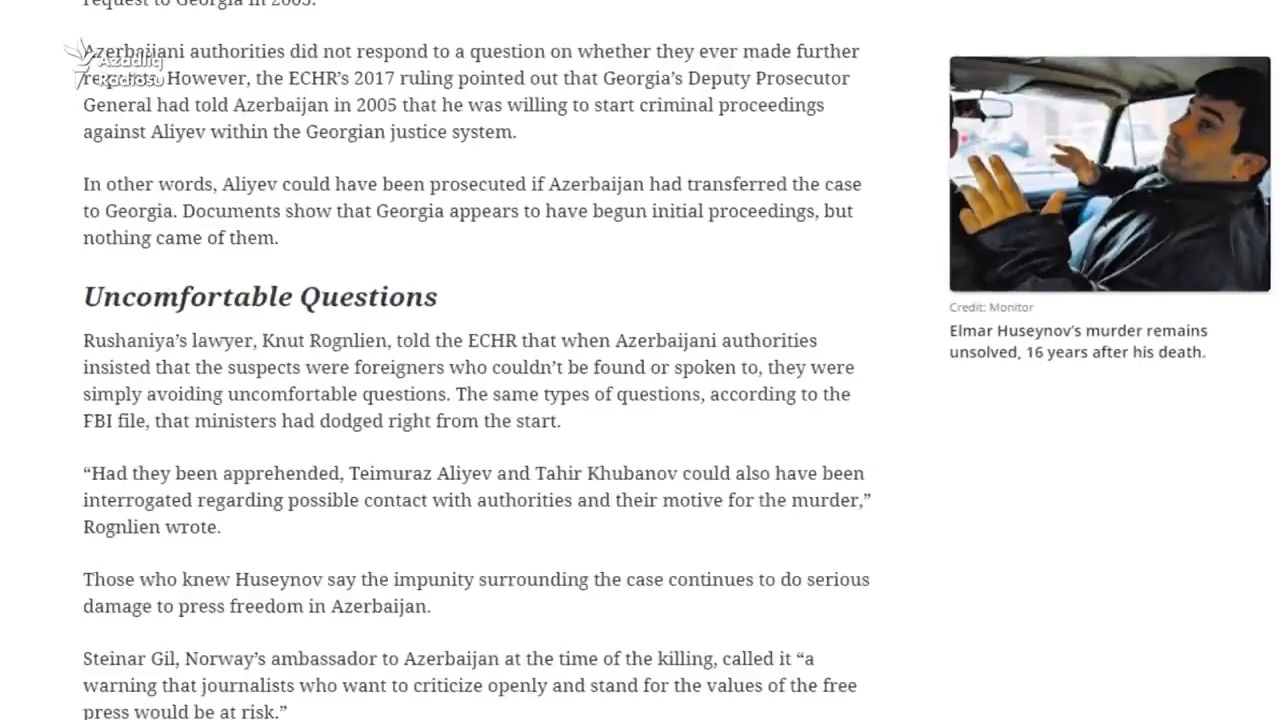 request to Georgia in 2005.
Azerbaijani authorities did not respond to a question on whether they ever made further
requests. However, the ECHR’s 2017 ruling pointed out that Georgia’s Deputy Prosecutor
General had told Azerbaijan in 2005 that he was willing to start criminal proceedings
against Aliyev within the Georgian justice system.
In other words, Aliyev could have been prosecuted if Azerbaijan had transferred the case
to Georgia. Documents show that Georgia appears to have begun initial proceedings, but
nothing came of them.
Uncomfortable Questions
Rushaniya’s lawyer, Knut Rognlien, told the ECHR that when Azerbaijani authorities
insisted that the suspects were foreigners who couldn’t be found or spoken to, they were
simply avoiding uncomfortable questions. The same types of questions, according to the
FBI file, that ministers had dodged right from the start.
“Had they been apprehended, Teimuraz Aliyev and Tahir Khubanov could also have been
interrogated regarding possible contact with authorities and their motive for the murder,”
Rognlien wrote.
Those who knew Huseynov say the impunity surrounding the case continues to do serious
damage to press freedom in Azerbaijan.
Steinar Gil, Norway’s ambassador to Azerbaijan at the time of the killing, called it “a
warning that journalists who want to criticize openly and stand for the values of the free
press would be at risk.”
Credit: Monitor
Elmar Huseynov’s murder remains
unsolved, 16 years after his death.
Azadlıq
Radiosu